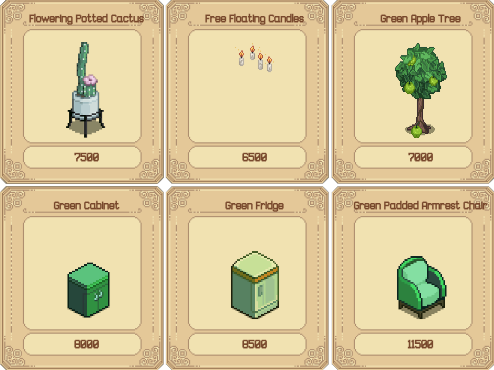 Flowering Potted Cactus
7500
Free Floating Candles
6500
Green Apple Tree
7000
Green Cabinet
8000
Green Fridge
8500
Green Padded Armrest Chair
11500